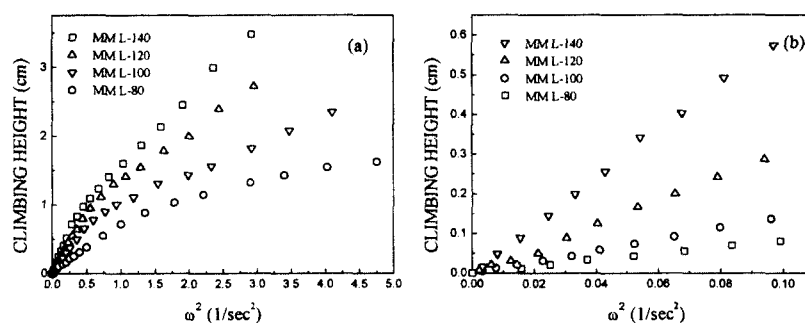 (a)
MM L-140
MM L-120
MM L-100
MM L-80
CLIMBING HEIGHT (cm)
3
2
1
0
0.0 0.5 1.0 1.5 2.0 2.5 3.0 3.5 4.0 4.5 5.0
ω² (1/sec²)
(b)
MM L-140
MM L-120
MM L-100
MM L-80
CLIMBING HEIGHT (cm)
0.6
0.5
0.4
0.3
0.2
0.1
0.0
0.00 0.02 0.04 0.06 0.08 0.10
ω² (1/sec²)